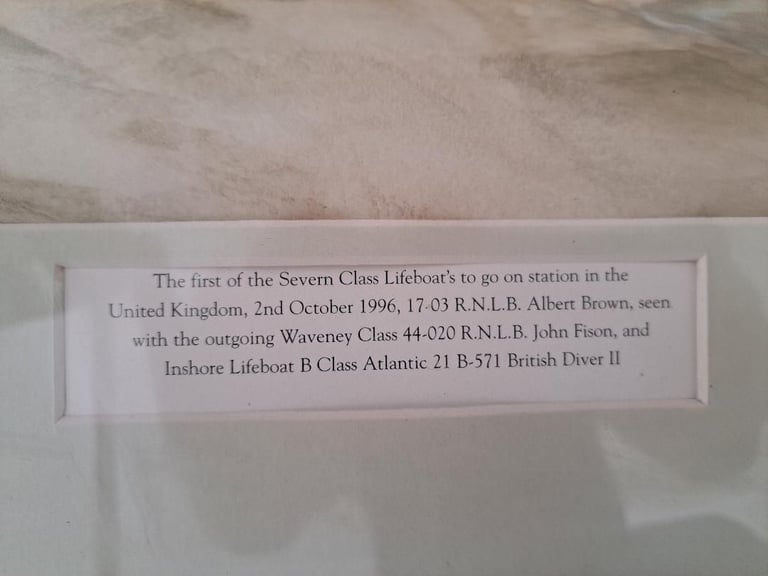 The first of the Severn Class Lifeboat's to go on station in the
United Kingdom, 2nd October 1996, 17-03 R.N.L.B. Albert Brown, seen
with the outgoing Waveney Class 44-020 R.N.L.B. John Fison, and
Inshore Lifeboat B Class Atlantic 21 B-571 British Diver II